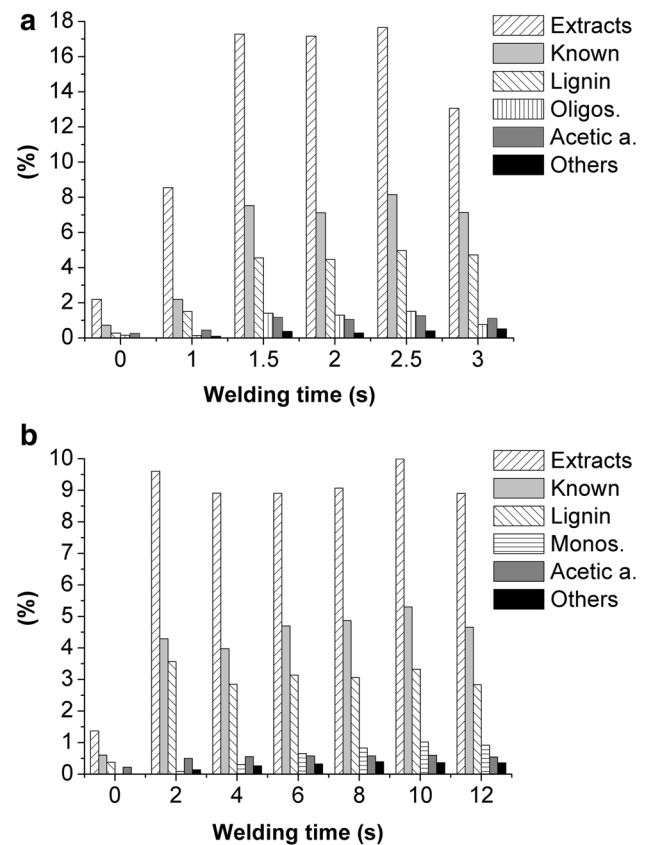 a
18
16
14
12
10
8
6
4
2
0
(%)
0 1 1.5 2 2.5 3
Welding time (s)
Extracts
Known
Lignin
Oligos.
Acetic a.
Others
b
10
9
8
7
6
5
4
3
2
1
0
(%)
0 2 4 6 8 10 12
Welding time (s)
Extracts
Known
Lignin
Monos.
Acetic a.
Others